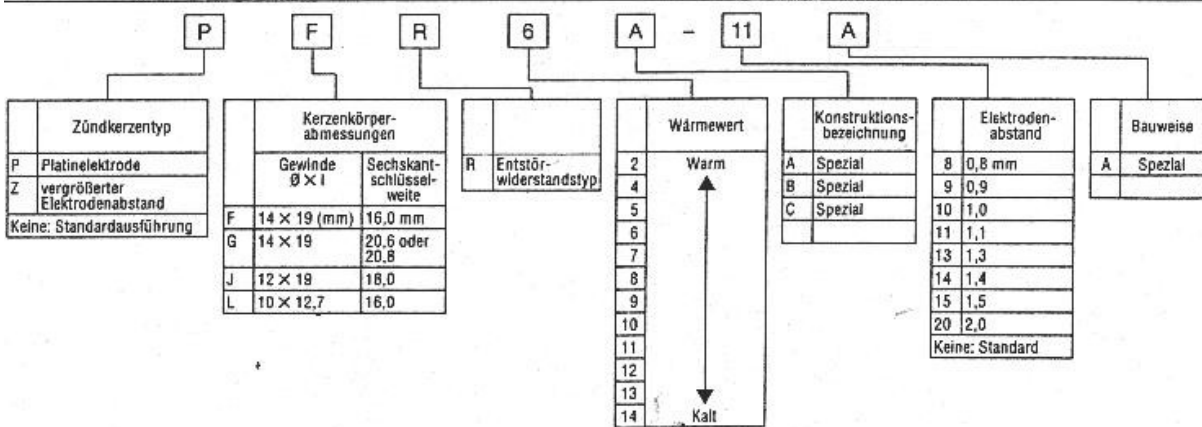 P F R 6 A - 11 A
Zündkerzentyp
P Platinelektrode
Z vergrößerter
Elektrodenabstand
Keine: Standardausführung
Kerzenkörper-
abmessungen
Gewinde Sechskant-
Ø × l schlüssel-
weite
F 14 × 19 (mm) 16,0 mm
G 14 × 19 20,6 oder
20,8
J 12 × 19 18,0
L 10 × 12,7 16,0
R Entstör-
widerstandstyp
Wärmewert
2 Warm
4
5
6
7
8
9
10
11
12
13
14 Kalt
Konstruktions-
bezeichnung
A Spezial
B Spezial
C Spezial
Elektroden-
abstand
8 0,8 mm
9 0,9
10 1,0
11 1,1
13 1,3
14 1,4
15 1,5
20 2,0
Keine: Standard
Bauweise
A Spezial